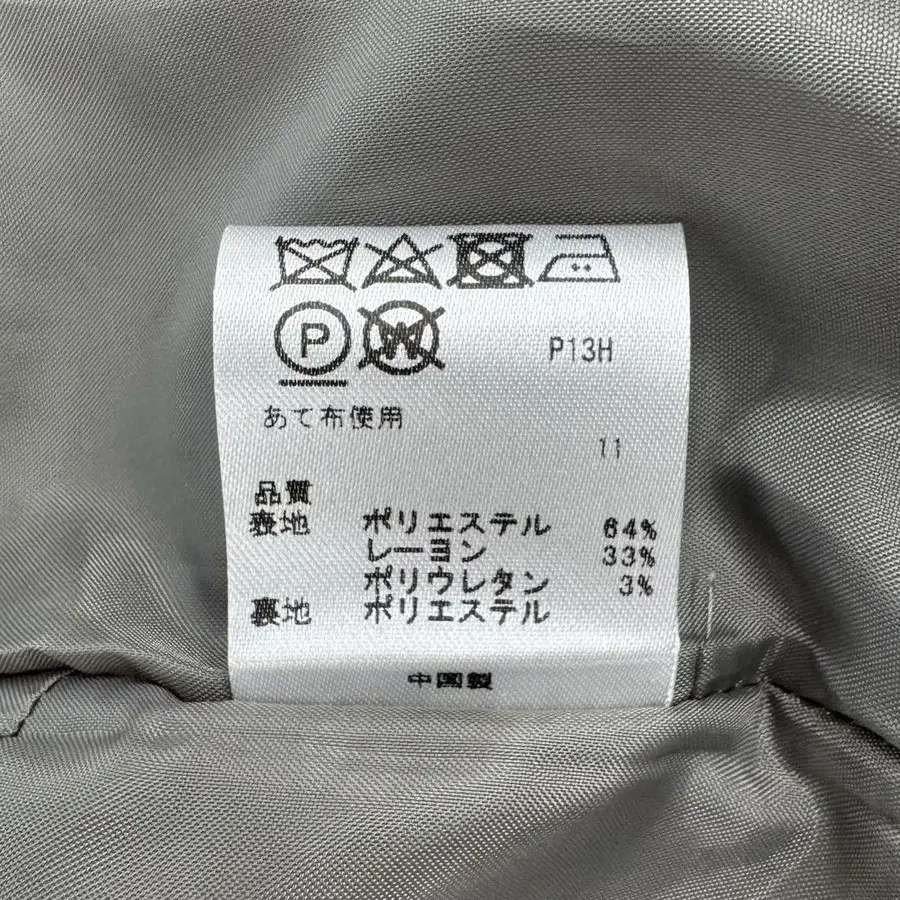 P W P13H
あて布使用
11
品質
表地 ポリエステル 64%
レーヨン 33%
ポリウレタン 3%
裏地 ポリエステル
中国製